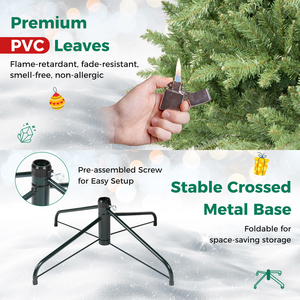 Premium
PVC Leaves
Flame-retardant, fade-resistant,
smell-free, non-allergic
Pre-assembled Screw
for Easy Setup
Stable Crossed
Metal Base
Foldable for
space-saving storage